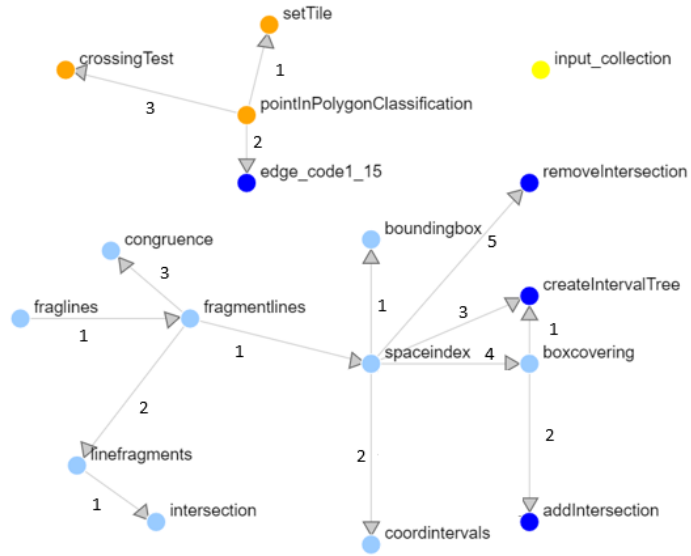 setTile
crossingTest
input_collection
1
pointInPolygonClassification
3
2
edge_code1_15
removeIntersection
boundingbox
congruence
5
3
createIntervalTree
fraglines
fragmentlines
1
3
1
1
1
spaceindex
4
boxcovering
2
2
2
linefragments
1
intersection
addIntersection
coordintervals